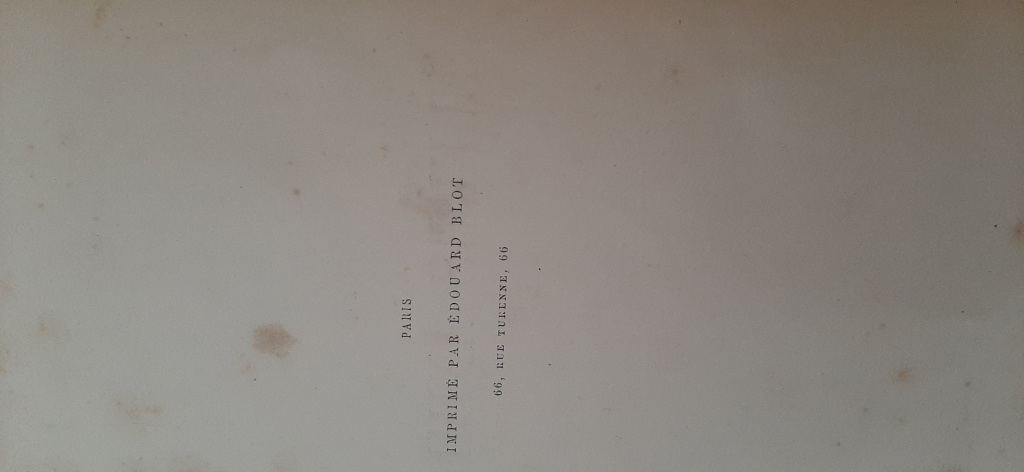 PARIS
IMPRIMÉ PAR ÉDOUARD BLOT
66, RUE TURENNE, 66